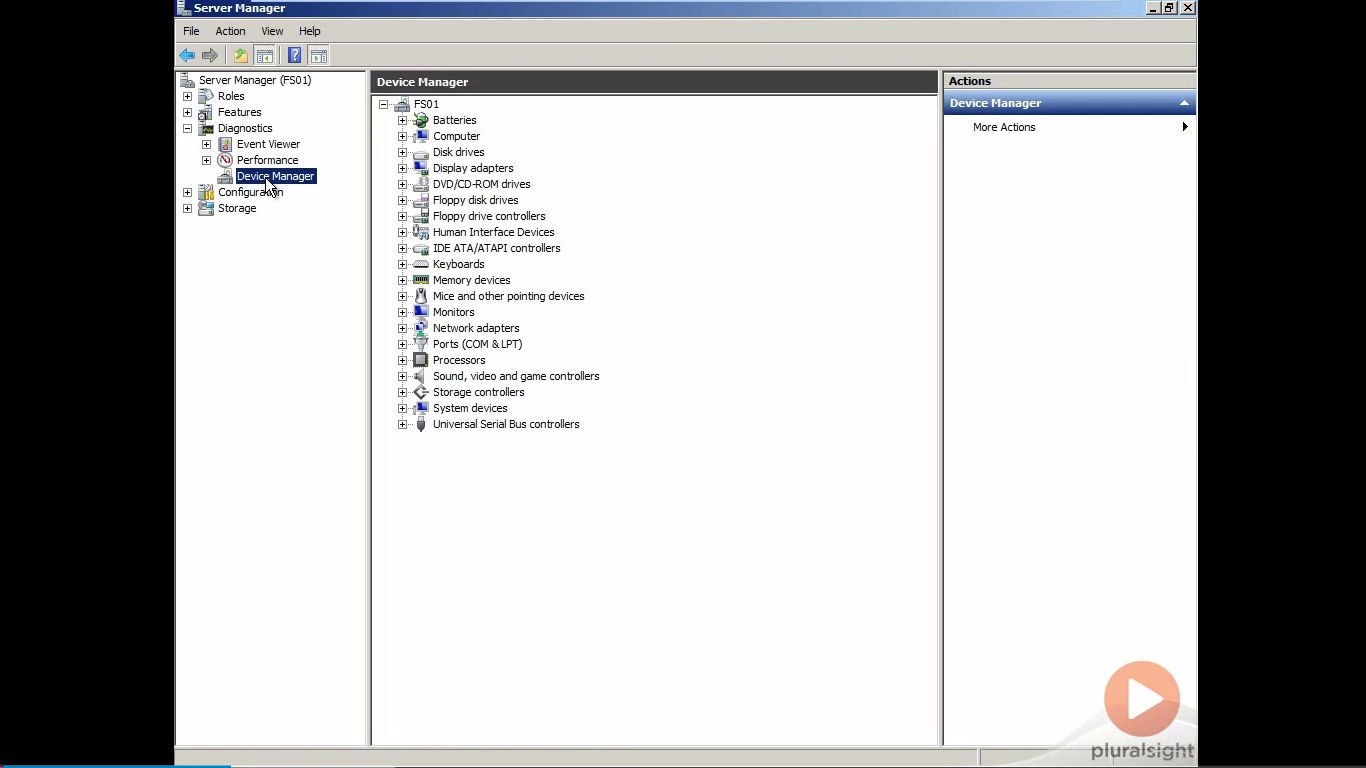 Server Manager
File Action View Help
Server Manager (FS01)
Roles
Features
Diagnostics
Event Viewer
Performance
Device Manager
Configuration
Storage
Device Manager
FS01
Batteries
Computer
Disk drives
Display adapters
DVD/CD-ROM drives
Floppy disk drives
Floppy drive controllers
Human Interface Devices
IDE ATA/ATAPI controllers
Keyboards
Memory devices
Mice and other pointing devices
Monitors
Network adapters
Ports (COM & LPT)
Processors
Sound, video and game controllers
Storage controllers
System devices
Universal Serial Bus controllers
Actions
Device Manager
More Actions
pluralsight